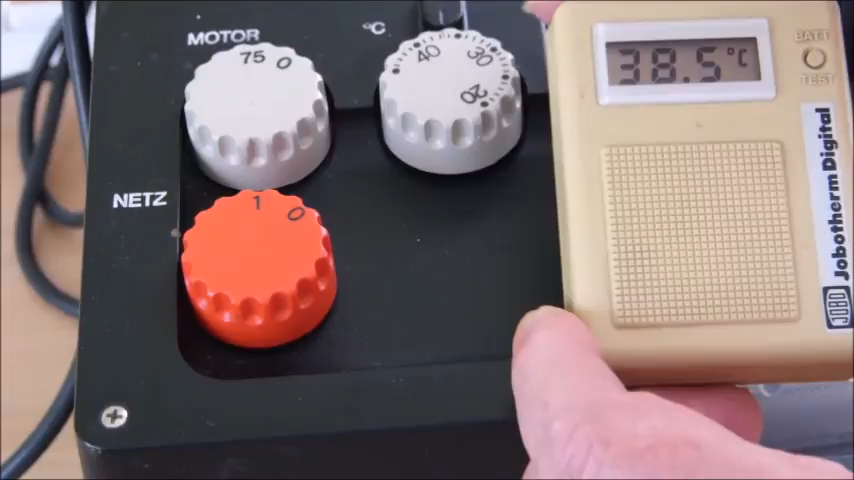 MOTOR
75 0
°C
40 30 20
38.5 °C
BATT
TEST
NETZ
1 0
Jobotherm Digital
JOBO